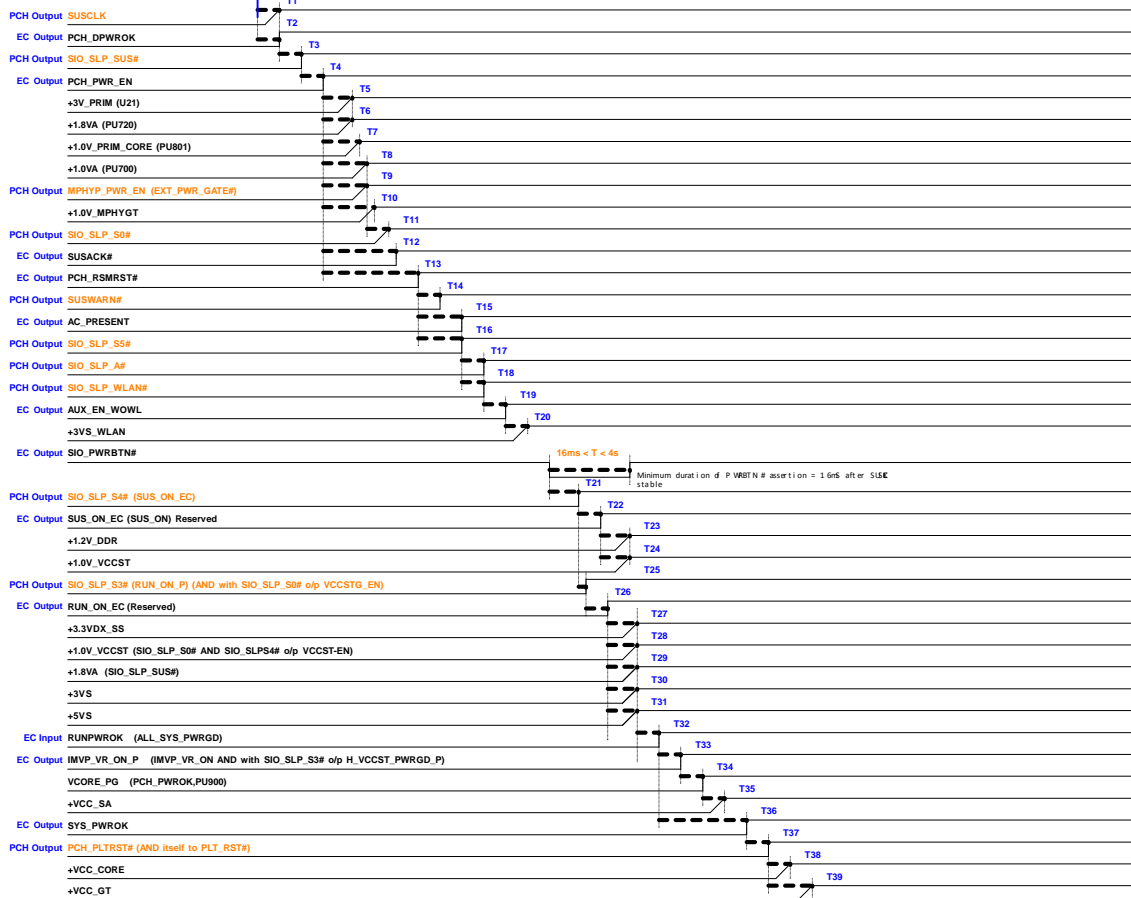 T1
PCH Output SUSCLK
T2
EC Output PCH_DPWROK
T3
PCH Output SIO_SLP_SUS#
T4
EC Output PCH_PWR_EN
T5
+3V_PRIM (U21)
T6
+1.8VA (PU720)
T7
+1.0V_PRIM_CORE (PU801)
T8
+1.0VA (PU700)
T9
PCH Output MPHYP_PWR_EN (EXT_PWR_GATE#)
T10
+1.0V_MPHYGT
T11
PCH Output SIO_SLP_S0#
T12
EC Output SUSACK#
T13
EC Output PCH_RSMRST#
T14
PCH Output SUSWARN#
T15
EC Output AC_PRESENT
T16
PCH Output SIO_SLP_S5#
T17
PCH Output SIO_SLP_A#
T18
PCH Output SIO_SLP_WLAN#
T19
EC Output AUX_EN_WOWL
T20
+3VS_WLAN
EC Output SIO_PWRBTN# 16ms < T < 4s
Minimum duration of PWRBTN# assertion = 16mS after
stable
T21
PCH Output SIO_SLP_S4# (SUS_ON_EC)
T22
EC Output SUS_ON_EC (SUS_ON) Reserved
T23
+1.2V_DDR
T24
+1.0V_VCCST
T25
PCH Output SIO_SLP_S3# (RUN_ON_P) (AND with SIO_SLP_S0# o/p VCCSTG_EN)
T26
EC Output RUN_ON_EC (Reserved)
T27
+3.3VDX_SS
T28
+1.0V_VCCST (SIO_SLP_S0# AND SIO_SLPS4# o/p VCCST-EN)
T29
+1.8VA (SIO_SLP_SUS#)
T30
+3VS
T31
+5VS
T32
EC Input RUNPWROK (ALL_SYS_PWRGD)
T33
EC Output IMVP_VR_ON_P (IMVP_VR_ON AND with SIO_SLP_S3# o/p H_VCCST_PWRGD_P)
T34
VCORE_PG (PCH_PWROK,PU900)
T35
+VCC_SA
T36
EC Output SYS_PWROK
T37
PCH Output PCH_PLTRST# (AND itself to PLT_RST#)
T38
+VCC_CORE
T39
+VCC_GT